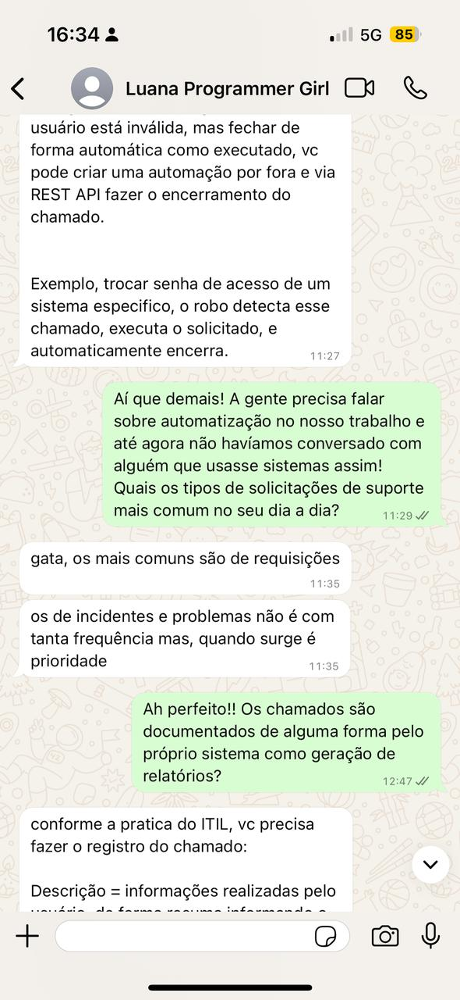 16:34
5G
85
Luana Programmer Girl
usuário está inválida, mas fechar de
forma automática como executado, vc
pode criar uma automação por fora e via
REST API fazer o encerramento do
chamado.
Exemplo, trocar senha de acesso de um
sistema especifico, o robo detecta esse
chamado, executa o solicitado, e
automaticamente encerra.
11:27
Aí que demais! A gente precisa falar
sobre automatização no nosso trabalho e
até agora não havíamos conversado com
alguém que usasse sistemas assim!
Quais os tipos de solicitações de suporte
mais comum no seu dia a dia?
11:29
gata, os mais comuns são de requisições
11:35
os de incidentes e problemas não é com
tanta frequência mas, quando surge é
prioridade
11:35
Ah perfeito!! Os chamados são
documentados de alguma forma pelo
próprio sistema como geração de
relatórios?
12:47
conforme a pratica do ITIL, vc precisa
fazer o registro do chamado:
Descrição = informações realizadas pelo